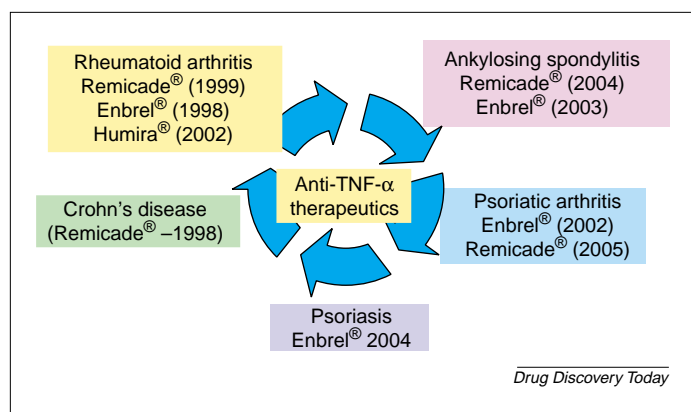 Rheumatoid arthritis
Remicade® (1999)
Enbrel® (1998)
Humira® (2002)
Ankylosing spondylitis
Remicade® (2004)
Enbrel® (2003)
Anti-TNF-α
therapeutics
Crohn's disease
(Remicade® –1998)
Psoriatic arthritis
Enbrel® (2002)
Remicade® (2005)
Psoriasis
Enbrel® 2004
Drug Discovery Today